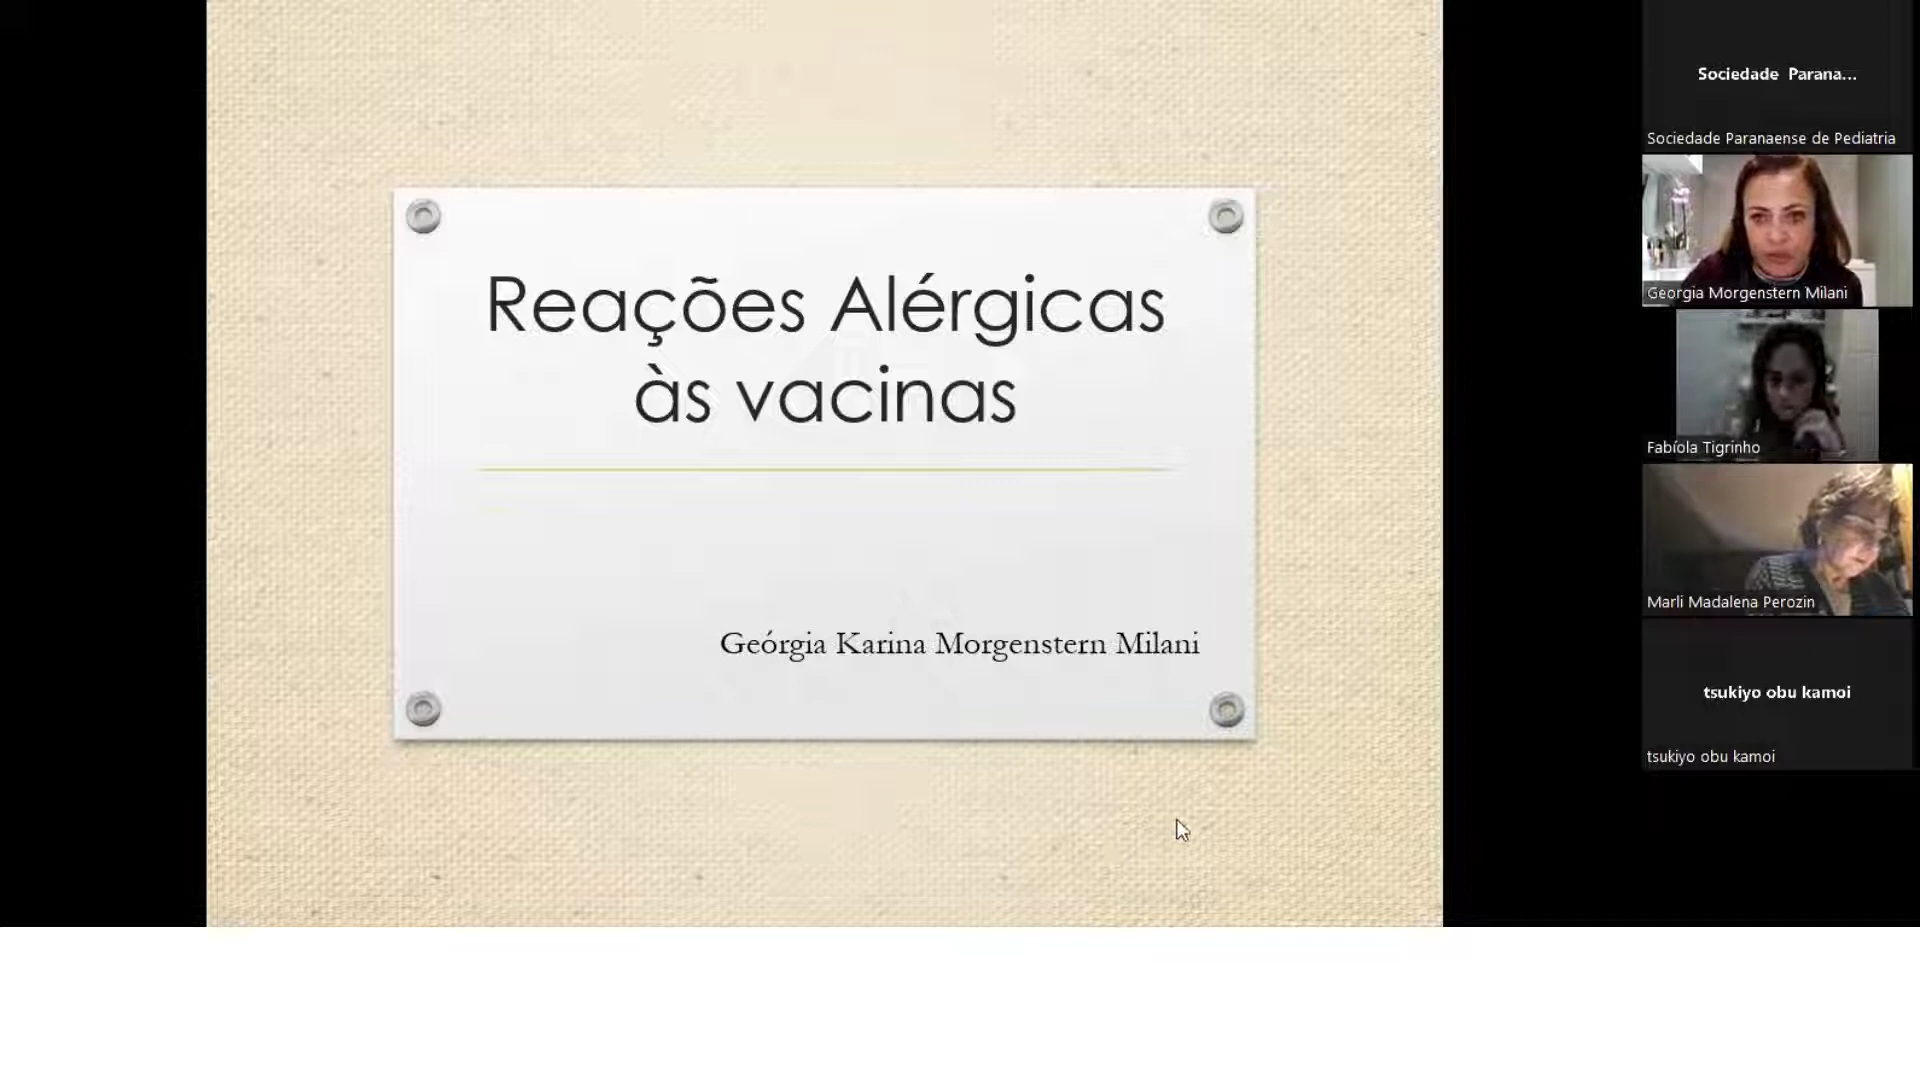 Reações Alérgicas
às vacinas
Geórgia Karina Morgenstern Milani
Sociedade Parana...
Sociedade Paranaense de Pediatria
Georgia Morgenstern Milani
Fabíola Tigrinho
Marli Madalena Perozin
tsukiyo obu kamoi
tsukiyo obu kamoi